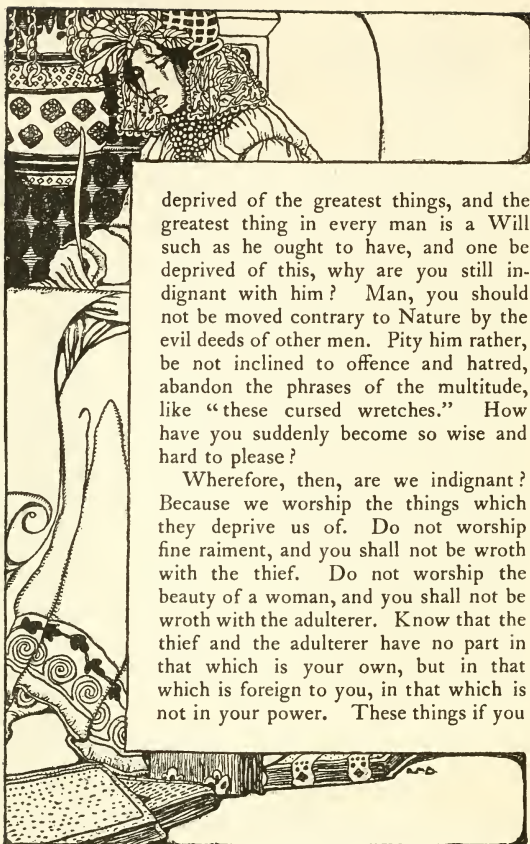 deprived of the greatest things, and the
greatest thing in every man is a Will
such as he ought to have, and one be
deprived of this, why are you still in-
dignant with him? Man, you should
not be moved contrary to Nature by the
evil deeds of other men. Pity him rather,
be not inclined to offence and hatred,
abandon the phrases of the multitude,
like “these cursed wretches.” How
have you suddenly become so wise and
hard to please?
Wherefore, then, are we indignant?
Because we worship the things which
they deprive us of. Do not worship
fine raiment, and you shall not be wroth
with the thief. Do not worship the
beauty of a woman, and you shall not be
wroth with the adulterer. Know that the
thief and the adulterer have no part in
that which is your own, but in that
which is foreign to you, in that which is
not in your power. These things if you